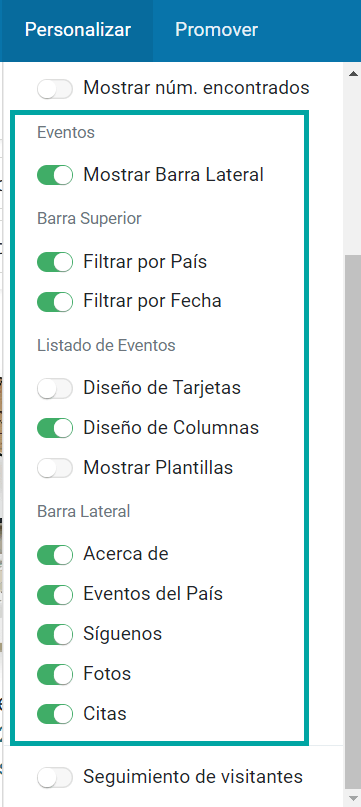 Personalizar Promover
Mostrar núm. encontrados
Eventos
Mostrar Barra Lateral
Barra Superior
Filtrar por País
Filtrar por Fecha
Listado de Eventos
Diseño de Tarjetas
Diseño de Columnas
Mostrar Plantillas
Barra Lateral
Acerca de
Eventos del País
Síguenos
Fotos
Citas
Seguimiento de visitantes